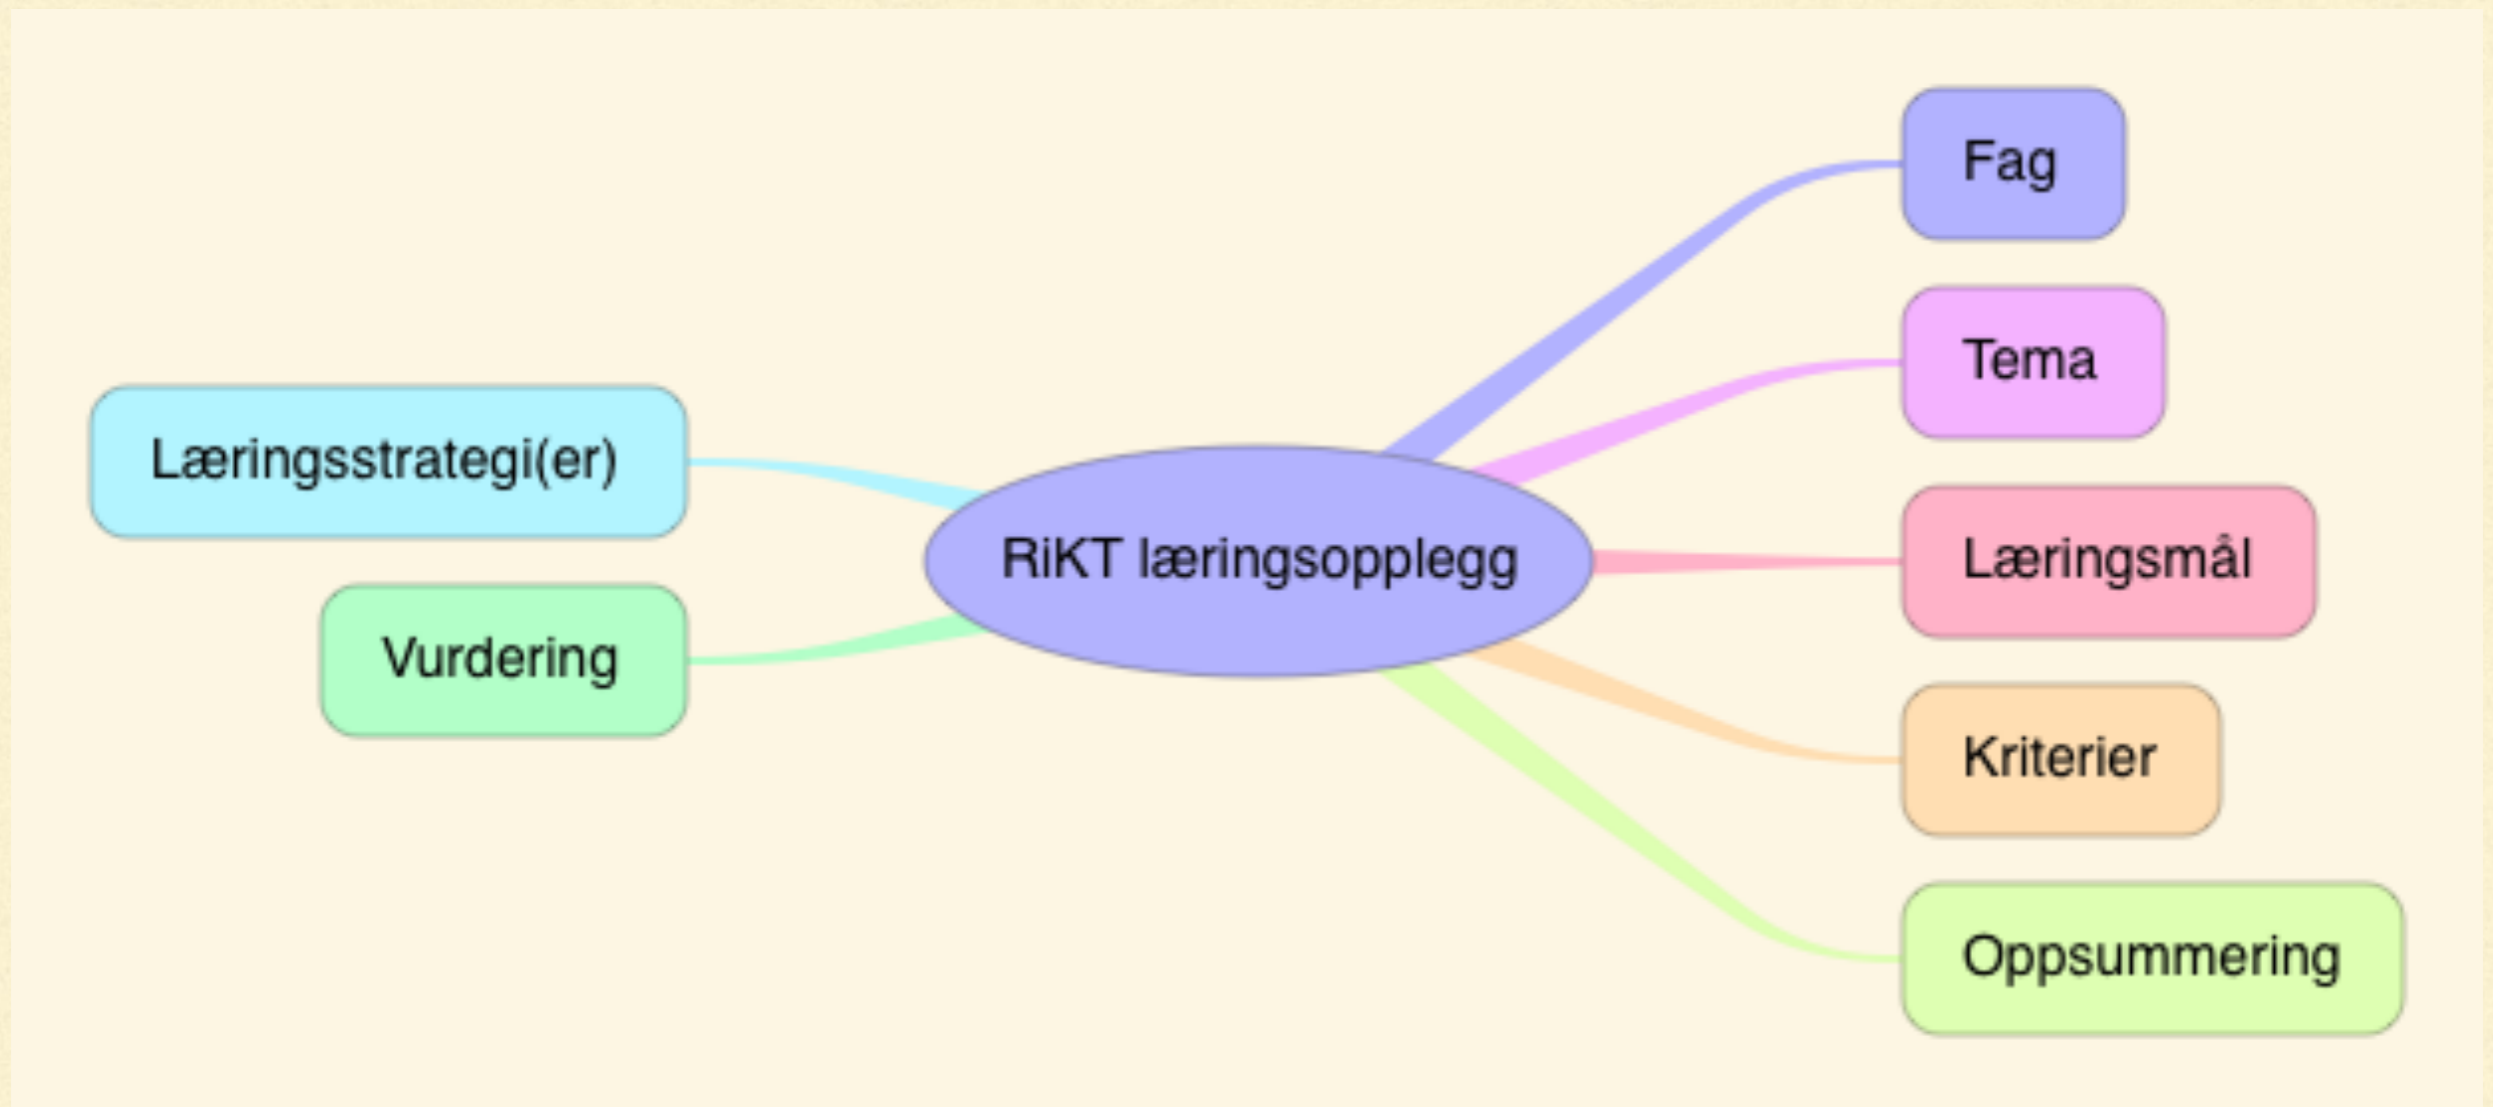 Fag
Tema
Læringsstrategi(er)
RiKT læringsopplegg
Læringsmål
Vurdering
Kriterier
Oppsummering